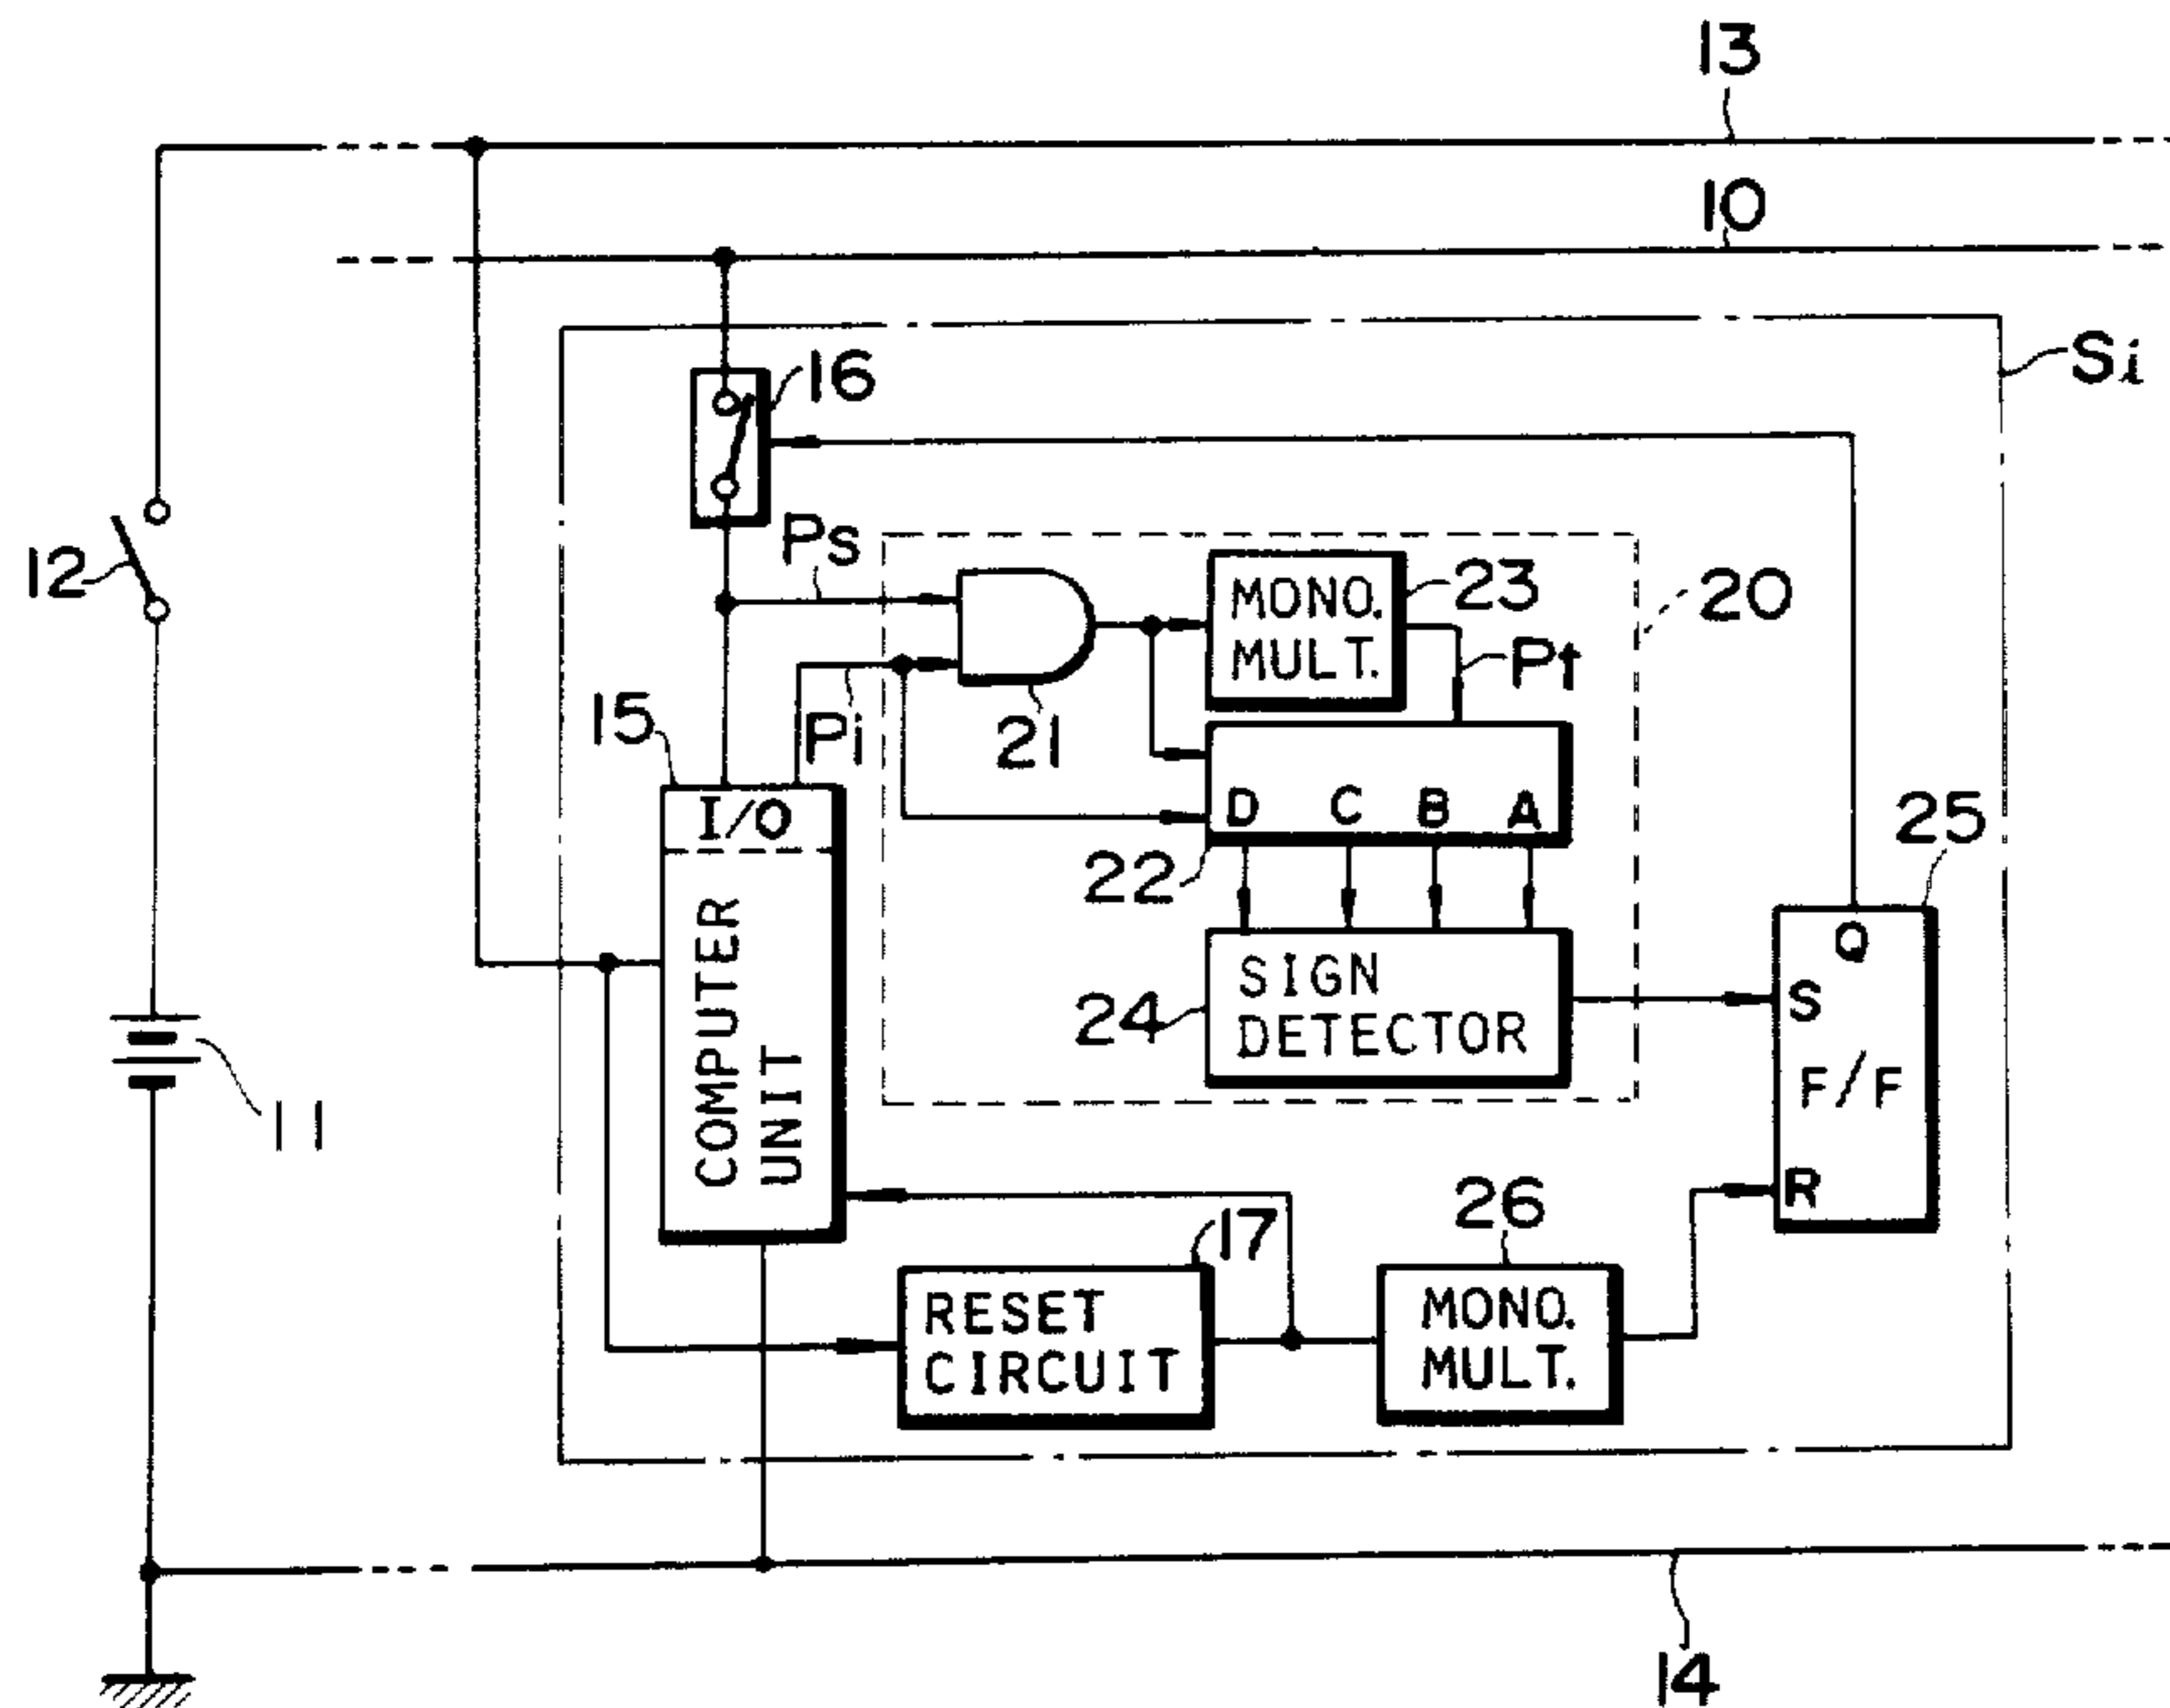 13
10
Si
16
12
Ps
MONO.
MULT.
23
20
Pt
15
Pi
21
I/O
D C B A
25
22
COMPUTER
UNIT
Q
SIGN
DETECTOR
24
S
F/F
11
R
17
26
RESET
CIRCUIT
MONO.
MULT.
14